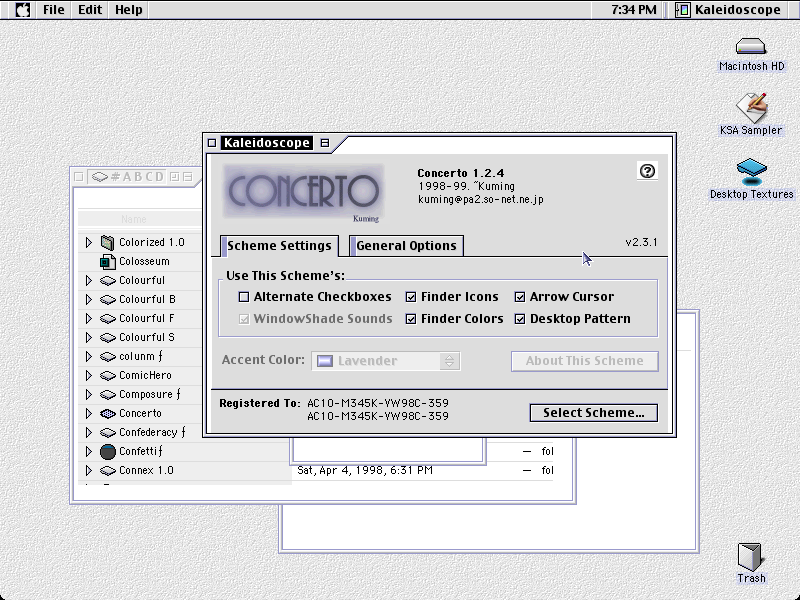 File Edit Help 7:34 PM Kaleidoscope
Macintosh HD
KSA Sampler
Desktop Textures
Trash
#ABCD
Name
Colorized 1.0
Colosseum
Colourful
Colourful B
Colourful F
Colourful S
colunm ƒ
ComicHero
Composure ƒ
Concerto
Confederacy ƒ
Confetti ƒ
Connex 1.0
Sat, Apr 4, 1998, 6:31 PM — fol
— fol
Kaleidoscope
CONCERTO
Kuming
Concerto 1.2.4
1998-99. ˜Kuming
kumimg@pa2.so-net.ne.jp
v2.3.1
Scheme Settings General Options
Use This Scheme's:
Alternate Checkboxes Finder Icons Arrow Cursor
WindowShade Sounds Finder Colors Desktop Pattern
Accent Color: Lavender About This Scheme
Registered To: AC10-M345K-YW98C-359
AC10-M345K-YW98C-359
Select Scheme...